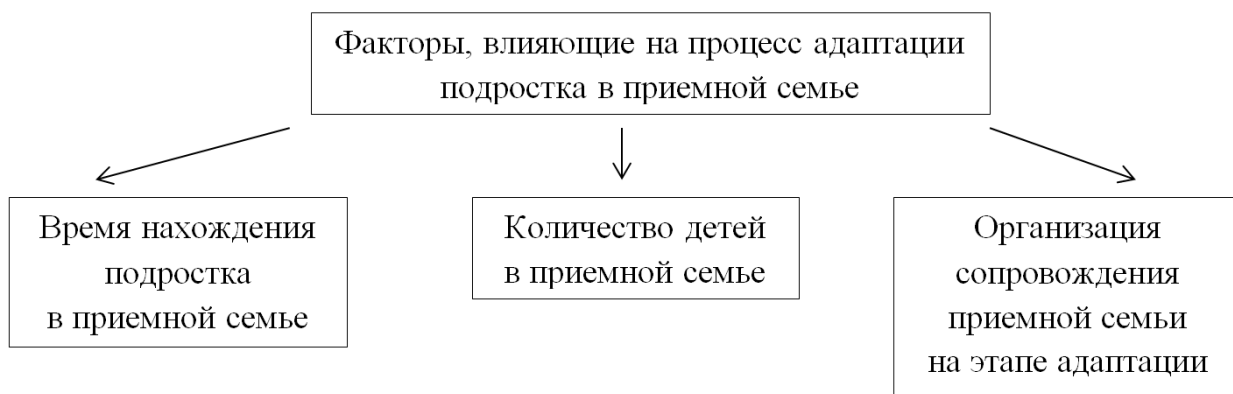 Факторы, влияющие на процесс адаптации
подростка в приемной семье
Время нахождения
подростка
в приемной семье
Количество детей
в приемной семье
Организация
сопровождения
приемной семьи
на этапе адаптации